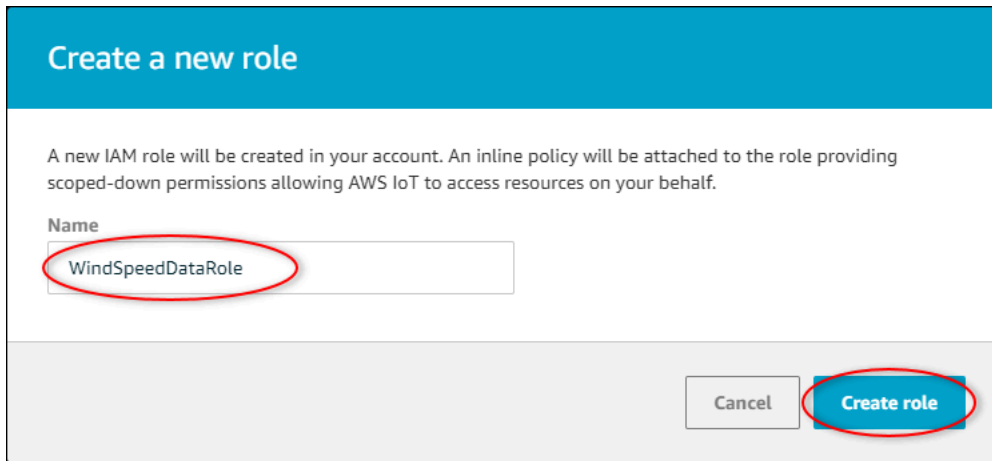 Create a new role
A new IAM role will be created in your account. An inline policy will be attached to the role providing
scoped-down permissions allowing AWS IoT to access resources on your behalf.
Name
WindSpeedDataRole
Cancel
Create role